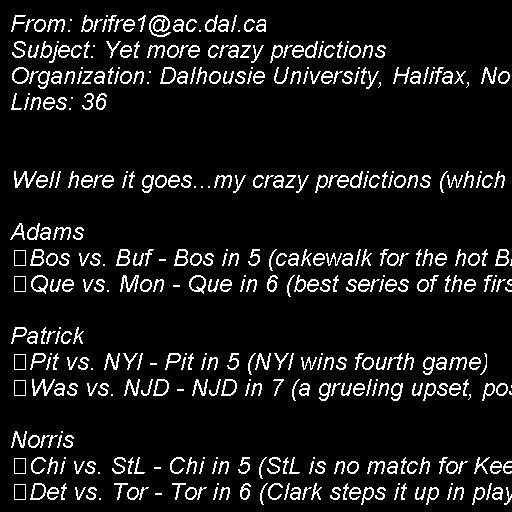 From: brifre1@ac.dal.ca
Subject: Yet more crazy predictions
Organization: Dalhousie University, Halifax, No
Lines: 36
Well here it goes...my crazy predictions (which
Adams
Bos vs. Buf - Bos in 5 (cakewalk for the hot B
Que vs. Mon - Que in 6 (best series of the firs
Patrick
Pit vs. NYI - Pit in 5 (NYI wins fourth game)
Was vs. NJD - NJD in 7 (a grueling upset, pos
Norris
Chi vs. StL - Chi in 5 (StL is no match for Kee
Det vs. Tor - Tor in 6 (Clark steps it up in play